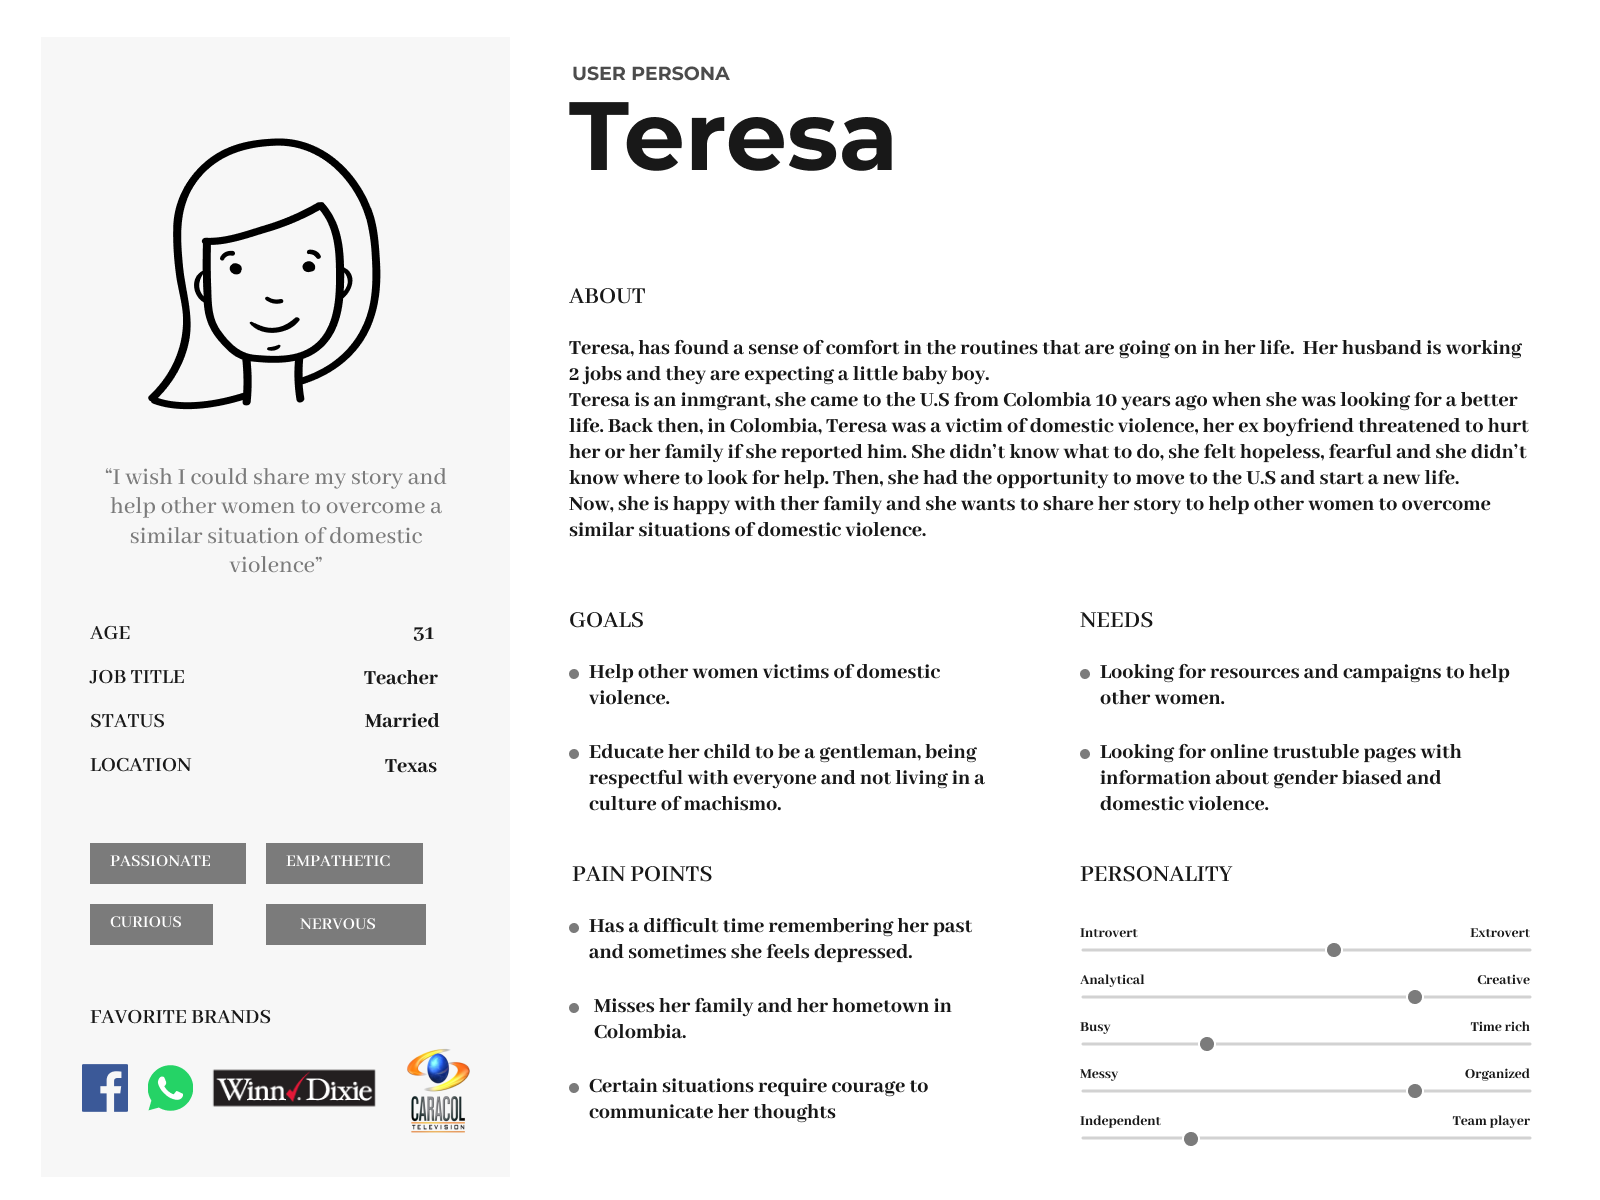 USER PERSONA
Teresa
“I wish I could share my story and
help other women to overcome a
similar situation of domestic
violence”
AGE 31
JOB TITLE Teacher
STATUS Married
LOCATION Texas
PASSIONATE EMPATHETIC
CURIOUS NERVOUS
FAVORITE BRANDS
f
Winn Dixie
CARACOL
TELEVISION
ABOUT
Teresa, has found a sense of comfort in the routines that are going on in her life.  Her husband is working
2 jobs and they are expecting a little baby boy.
Teresa is an inmgrant, she came to the U.S from Colombia 10 years ago when she was looking for a better
life. Back then, in Colombia, Teresa was a victim of domestic violence, her ex boyfriend threatened to hurt
her or her family if she reported him. She didn’t know what to do, she felt hopeless, fearful and she didn’t
know where to look for help. Then, she had the opportunity to move to the U.S and start a new life.
Now, she is happy with ther family and she wants to share her story to help other women to overcome
similar situations of domestic violence.
GOALS
Help other women victims of domestic
violence.
Educate her child to be a gentleman, being
respectful with everyone and not living in a
culture of machismo.
NEEDS
Looking for resources and campaigns to help
other women.
Looking for online trustuble pages with
information about gender biased and
domestic violence.
PAIN POINTS
Has a difficult time remembering her past
and sometimes she feels depressed.
Misses her family and her hometown in
Colombia.
Certain situations require courage to
communicate her thoughts
PERSONALITY
Introvert Extrovert
Analytical Creative
Busy Time rich
Messy Organized
Independent Team player